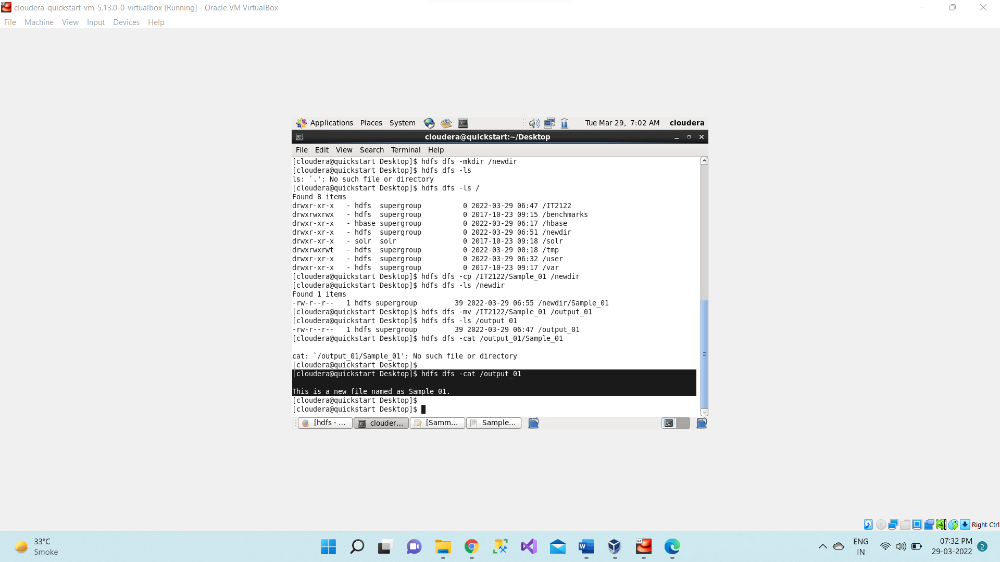 cloudera-quickstart-vm-5.13.0-0-virtualbox [Running] - Oracle VM VirtualBox
File Machine View Input Devices Help
Applications Places System Tue Mar 29, 7:02 AM cloudera
cloudera@quickstart:~/Desktop
File Edit View Search Terminal Help
[cloudera@quickstart Desktop]$ hdfs dfs -mkdir /newdir
[cloudera@quickstart Desktop]$ hdfs dfs -ls
ls: `.': No such file or directory
[cloudera@quickstart Desktop]$ hdfs dfs -ls /
Found 8 items
drwxr-xr-x   - hdfs  supergroup          0 2022-03-29 06:47 /IT2122
drwxrwxrwx   - hdfs  supergroup          0 2017-10-23 09:15 /benchmarks
drwxr-xr-x   - hbase supergroup          0 2022-03-29 06:17 /hbase
drwxr-xr-x   - hdfs  supergroup          0 2022-03-29 06:51 /newdir
drwxr-xr-x   - solr  solr                0 2017-10-23 09:18 /solr
drwxrwxrwt   - hdfs  supergroup          0 2022-03-29 00:18 /tmp
drwxr-xr-x   - hdfs  supergroup          0 2022-03-29 06:32 /user
drwxr-xr-x   - hdfs  supergroup          0 2017-10-23 09:17 /var
[cloudera@quickstart Desktop]$ hdfs dfs -cp /IT2122/Sample_01 /newdir
[cloudera@quickstart Desktop]$ hdfs dfs -ls /newdir
Found 1 items
-rw-r--r--   1 hdfs supergroup         39 2022-03-29 06:55 /newdir/Sample_01
[cloudera@quickstart Desktop]$ hdfs dfs -mv /IT2122/Sample_01 /output_01
[cloudera@quickstart Desktop]$ hdfs dfs -ls /output_01
-rw-r--r--   1 hdfs supergroup         39 2022-03-29 06:47 /output_01
[cloudera@quickstart Desktop]$ hdfs dfs -cat /output_01/Sample_01
cat: `/output_01/Sample_01': No such file or directory
[cloudera@quickstart Desktop]$
[cloudera@quickstart Desktop]$ hdfs dfs -cat /output_01
This is a new file named as Sample 01.
[cloudera@quickstart Desktop]$
[cloudera@quickstart Desktop]$
[hdfs - ... clouder... [Samm... Sample...
Right Ctrl
33°C
Smoke
64
W
ENG
IN
07:32 PM
29-03-2022
2